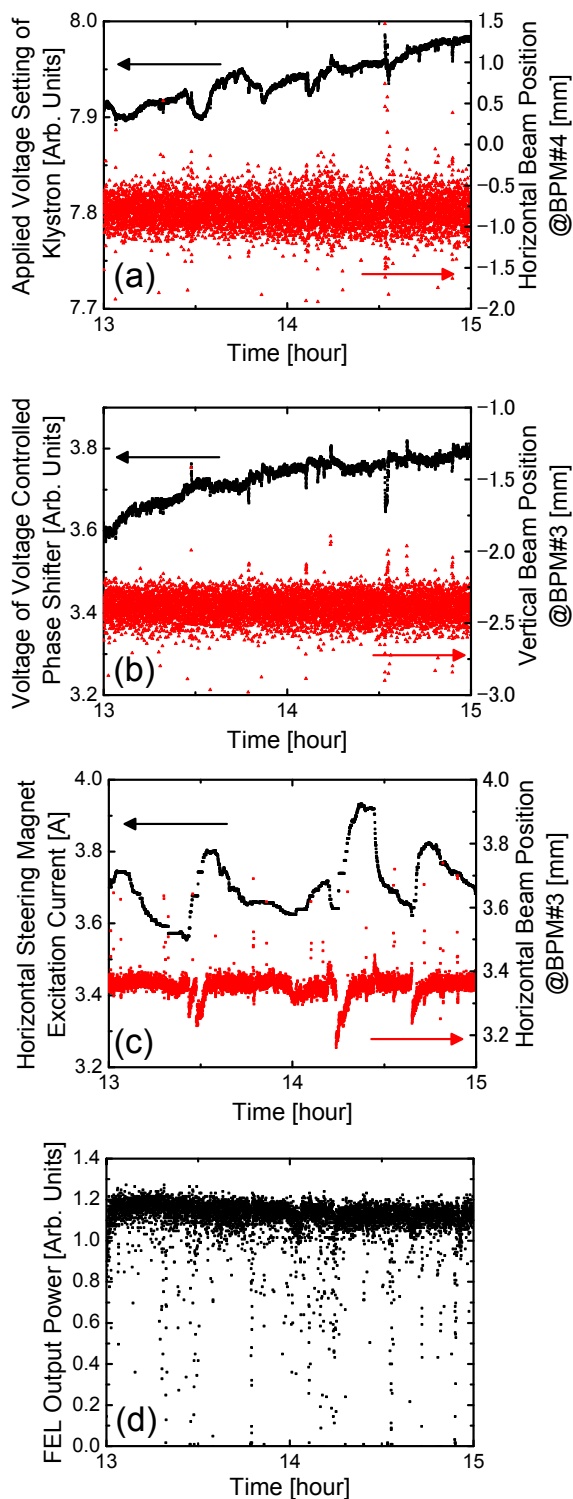 Applied Voltage Setting of
Klystron [Arb. Units]
8.0
7.9
7.8
7.7
1.5
1.0
0.5
0.0
−0.5
−1.0
−1.5
−2.0
Horizontal Beam Position
@BPM#4 [mm]
(a)
13
14
15
Time [hour]
Voltage of Voltage Controlled
Phase Shifter [Arb. Units]
3.8
3.6
3.4
3.2
−1.0
−1.5
−2.0
−2.5
−3.0
Vertical Beam Position
@BPM#3 [mm]
(b)
13
14
15
Time [hour]
Horizontal Steering Magnet
Excitation Current [A]
4.0
3.8
3.6
3.4
3.2
4.0
3.8
3.6
3.4
3.2
Horizontal Beam Position
@BPM#3 [mm]
(c)
13
14
15
Time [hour]
FEL Output Power [Arb. Units]
1.4
1.2
1.0
0.8
0.6
0.4
0.2
0.0
(d)
13
14
15
Time [hour]